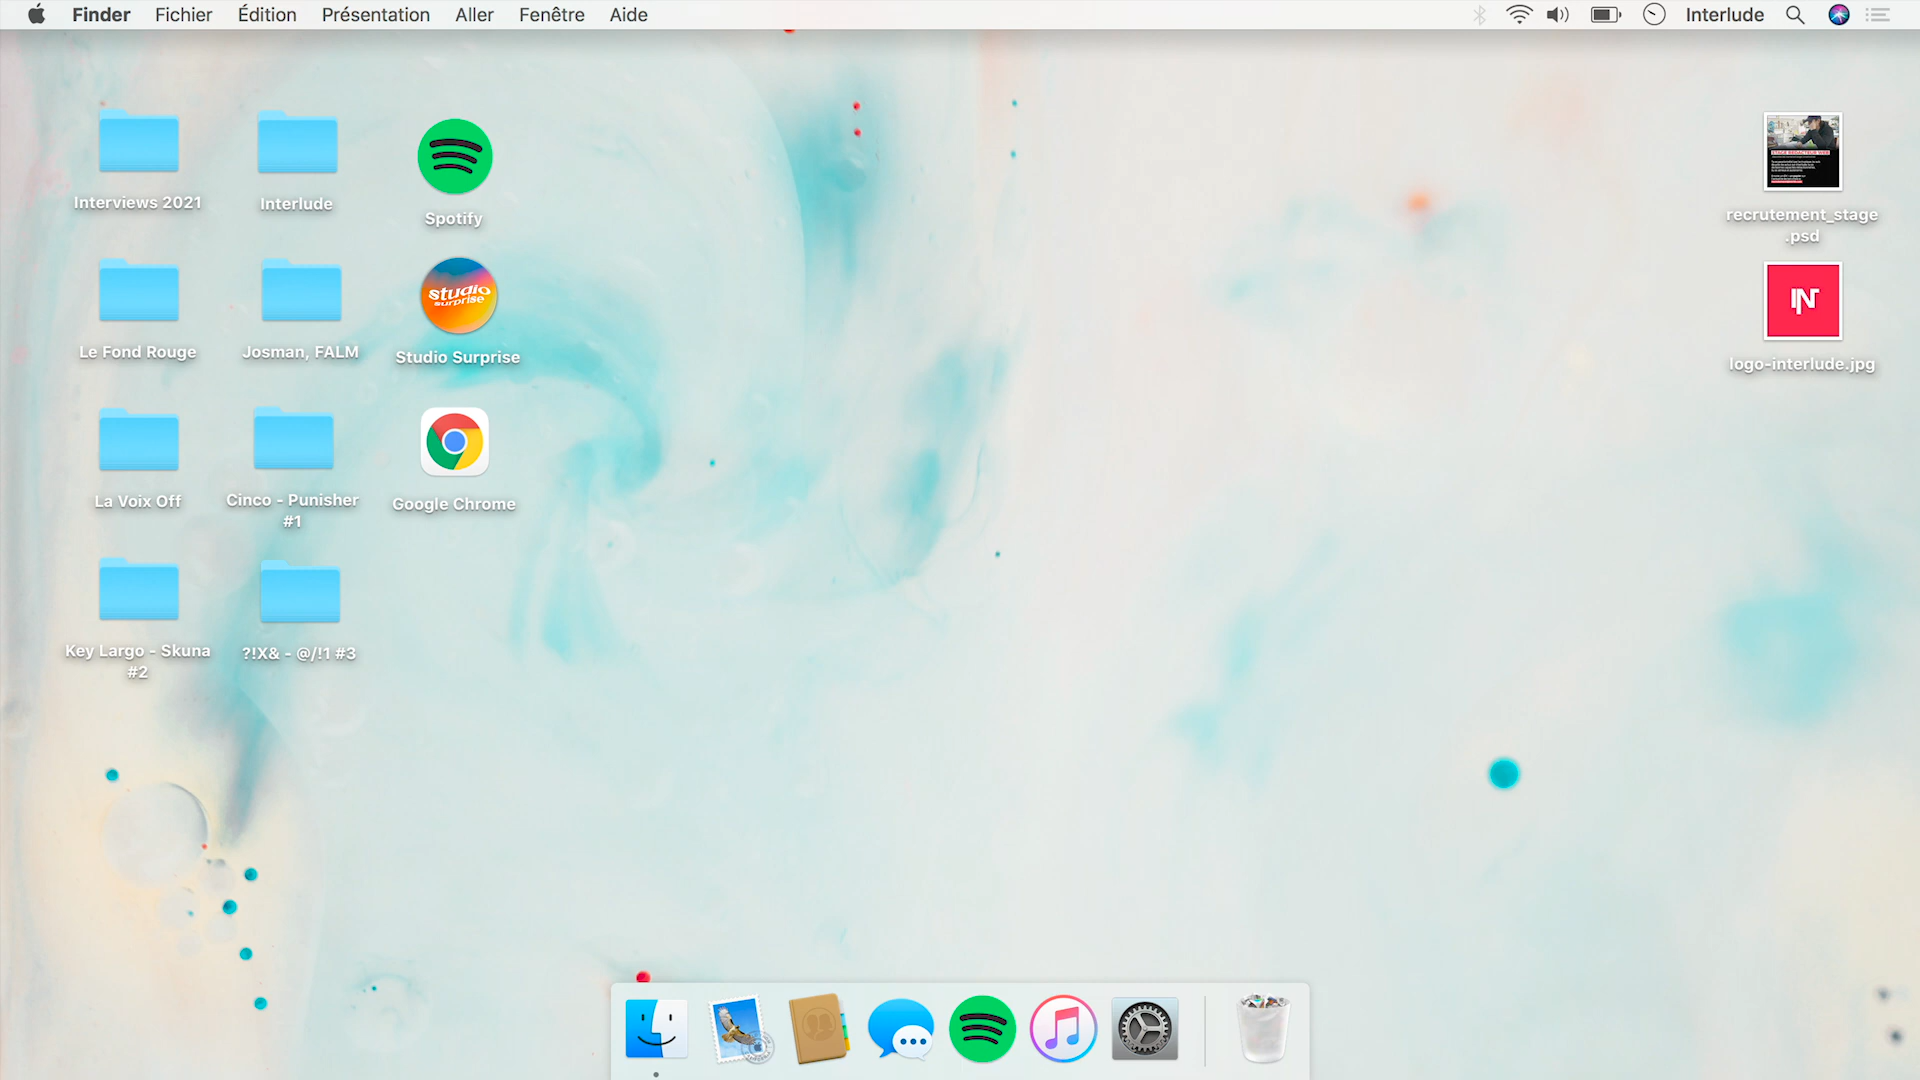 Finder Fichier Édition Présentation Aller Fenêtre Aide Interlude
Interviews 2021
Interlude
Spotify
recrutement_stage
.psd
Le Fond Rouge
Josman, FALM
studio
surprise
Studio Surprise
IN
logo-interlude.jpg
La Voix Off
Cinco - Punisher
#1
Google Chrome
Key Largo - Skuna
#2
?!X& - @/!1 #3